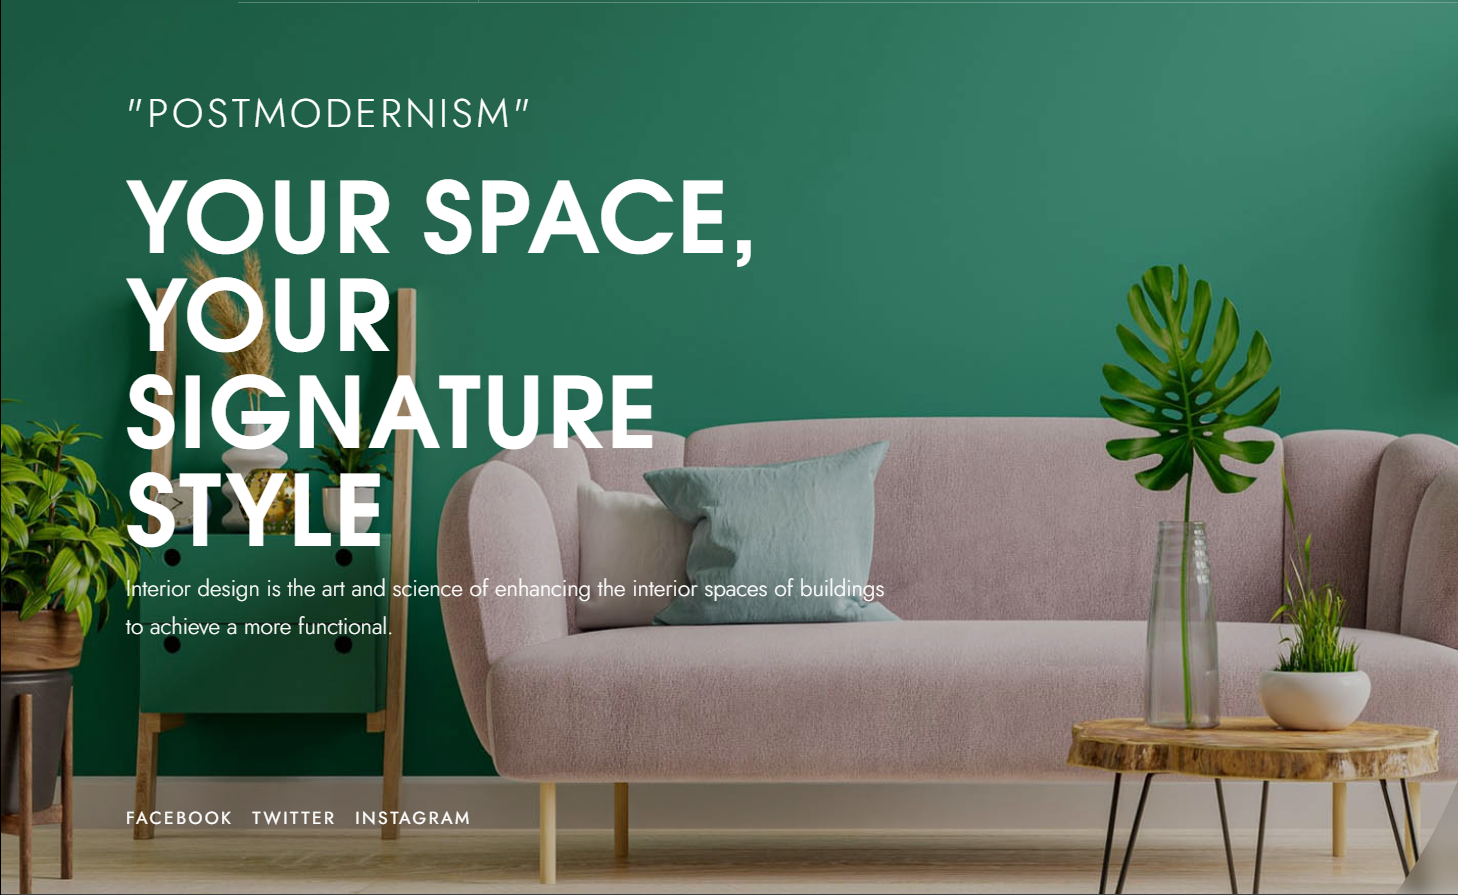 "POSTMODERNISM"
YOUR SPACE,
YOUR
SIGNATURE
STYLE
Interior design is the art and science of enhancing the interior spaces of buildings
to achieve a more functional.
FACEBOOK TWITTER INSTAGRAM